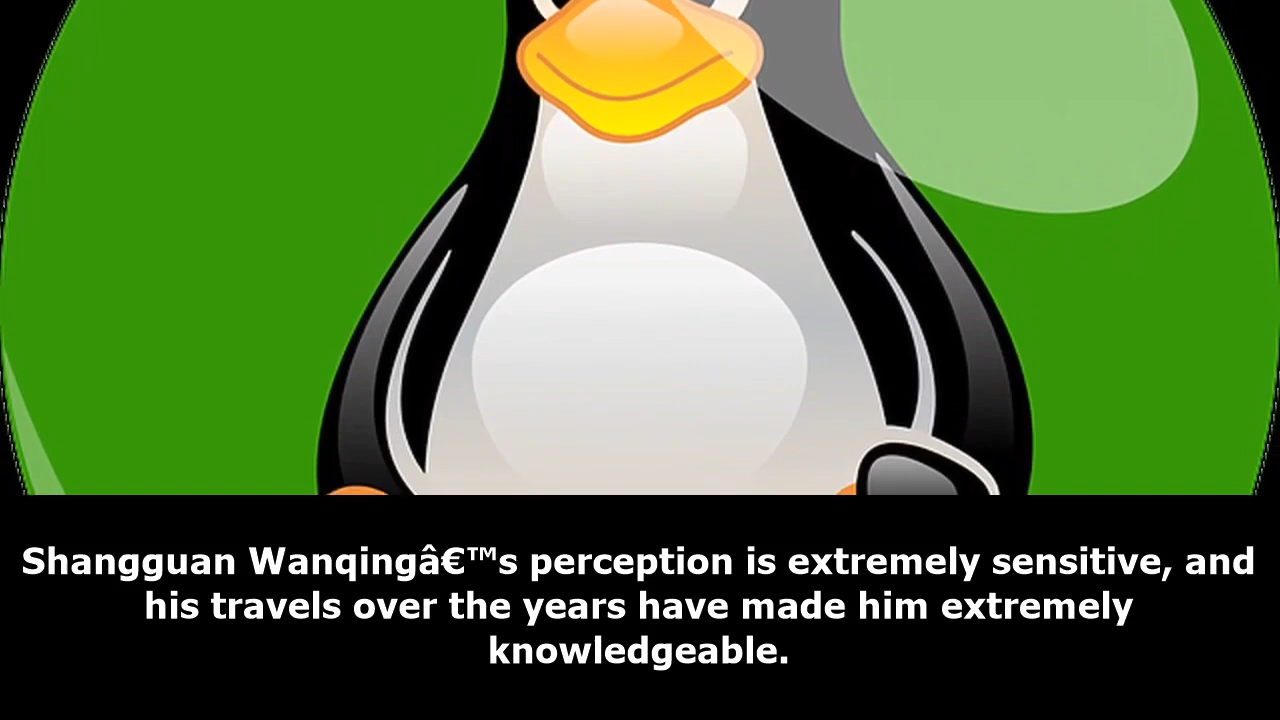 Shangguan Wanqingâ€™s perception is extremely sensitive, and
his travels over the years have made him extremely
knowledgeable.